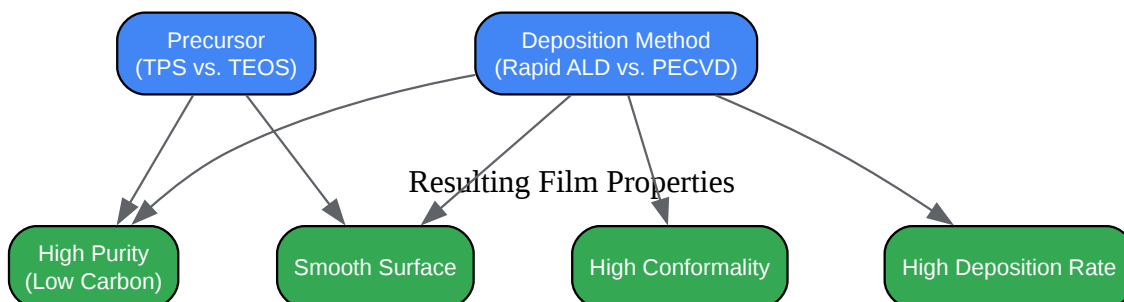 Precursor
(TPS vs. TEOS)
Deposition Method
(Rapid ALD vs. PECVD)
Resulting Film Properties
High Purity
(Low Carbon)
Smooth Surface
High Conformality
High Deposition Rate